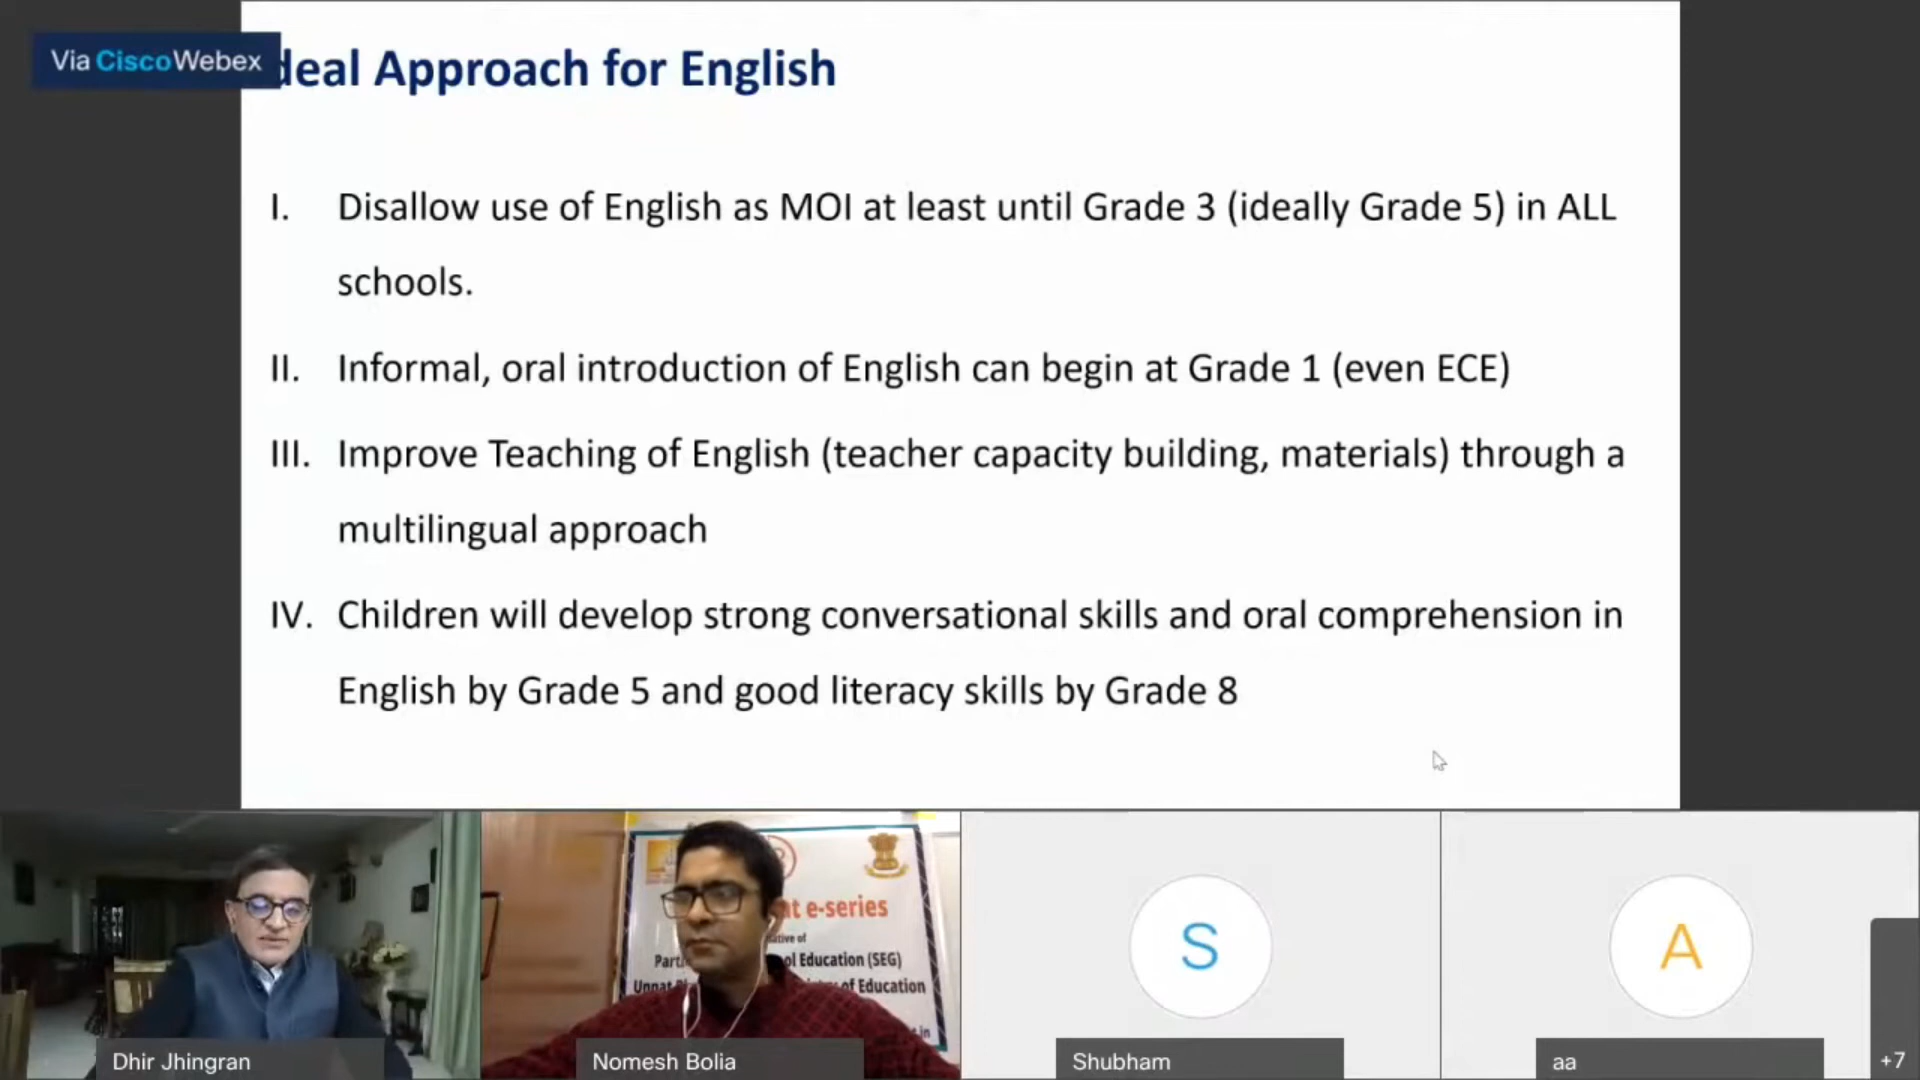 Via Cisco Webex
deal Approach for English
I. Disallow use of English as MOI at least until Grade 3 (ideally Grade 5) in ALL
schools.
II. Informal, oral introduction of English can begin at Grade 1 (even ECE)
III. Improve Teaching of English (teacher capacity building, materials) through a
multilingual approach
IV. Children will develop strong conversational skills and oral comprehension in
English by Grade 5 and good literacy skills by Grade 8
e-series
of
Education (SEG)
of Education
S
A
Dhir Jhingran
Nomesh Bolia
Shubham
aa
+7